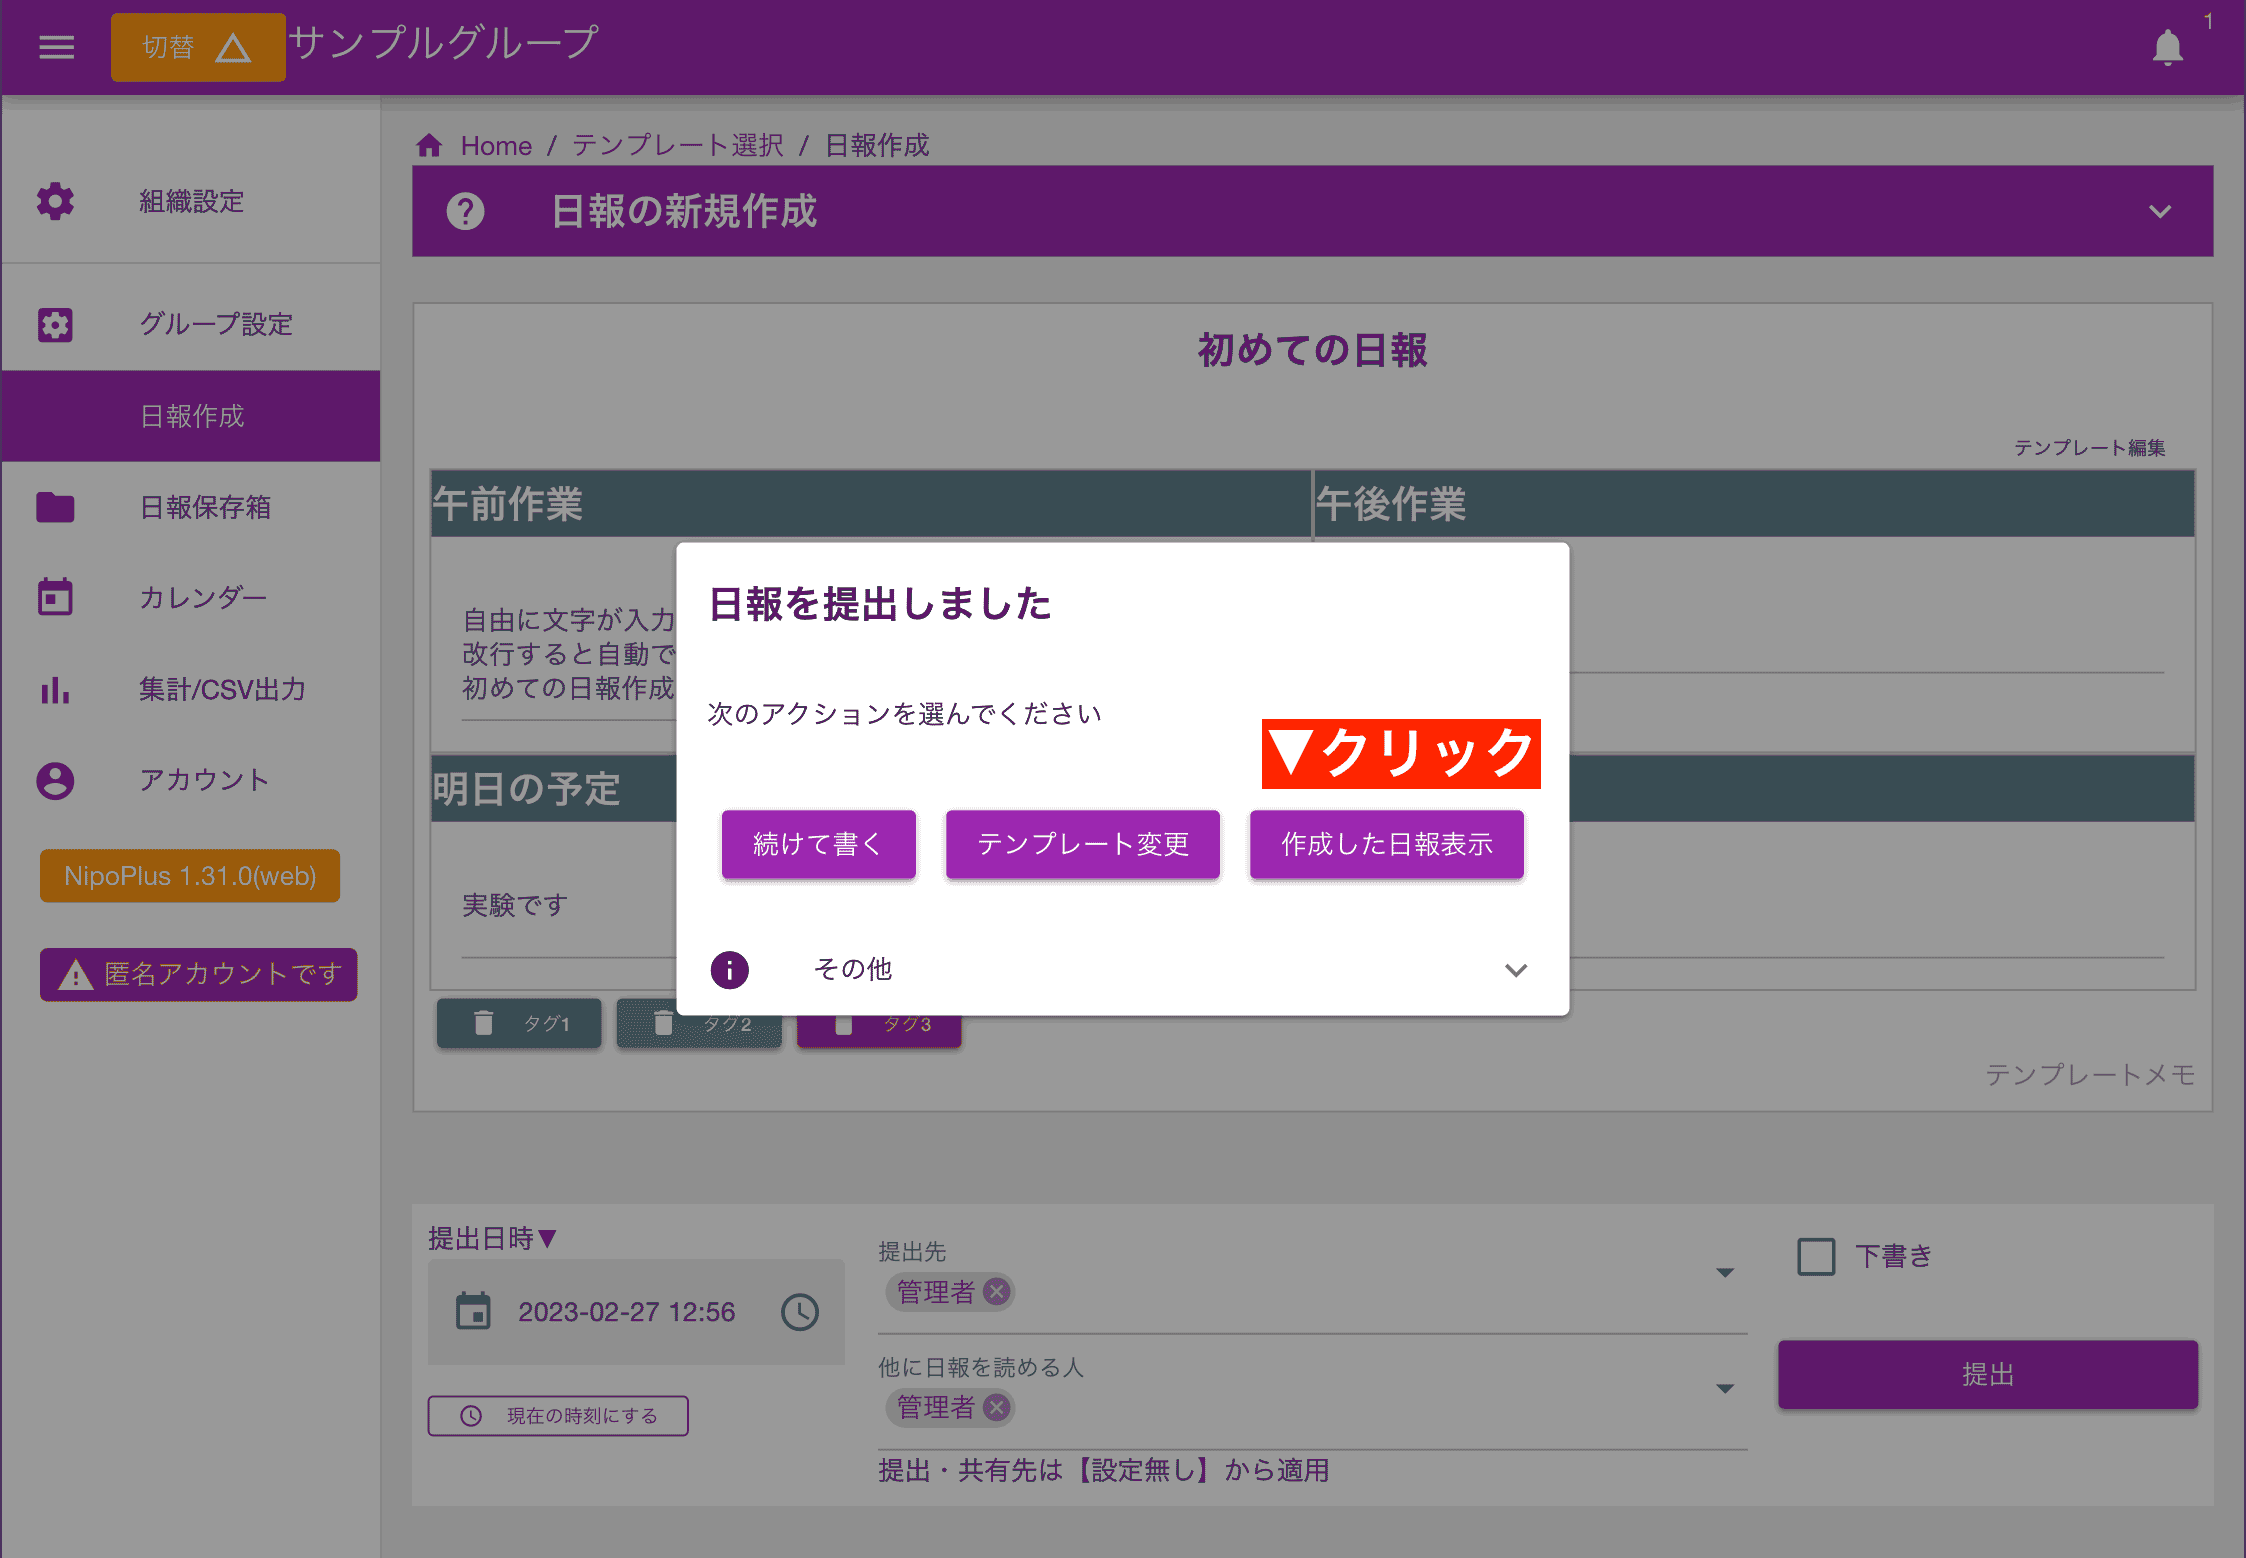 切替
サンプルグループ
1
Home / テンプレート選択 / 日報作成
組織設定
グループ設定
日報作成
日報保存箱
カレンダー
集計/CSV出力
アカウント
NipoPlus 1.31.0(web)
匿名アカウントです
日報の新規作成
初めての日報
テンプレート編集
午前作業
午後作業
自由に文字が入力
改行すると自動で
初めての日報作成
明日の予定
実験です
日報を提出しました
次のアクションを選んでください
▼クリック
続けて書く
テンプレート変更
作成した日報表示
その他
タグ1
タグ2
タグ3
テンプレートメモ
提出日時▼
2023-02-27 12:56
現在の時刻にする
提出先
管理者
他に日報を読める人
管理者
提出・共有先は【設定無し】から適用
下書き
提出